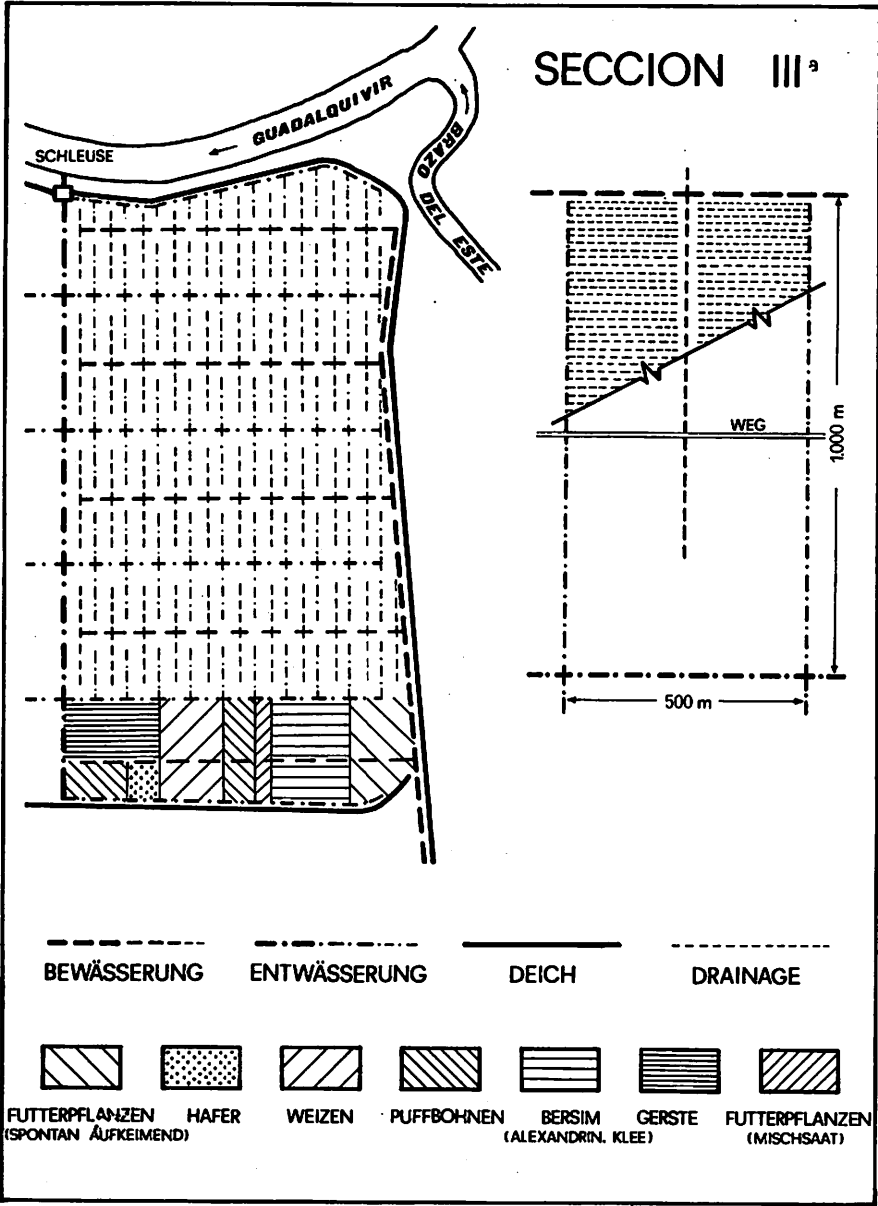 SECCION IIIª
GUADALQUIVIR
SCHLEUSE
BRAZO DEL ESTE
WEG
1.000 m
500 m
BEWÄSSERUNG ENTWÄSSERUNG DEICH DRAINAGE
FUTTERPFLANZEN HAFER WEIZEN PUFFBOHNEN BERSIM GERSTE FUTTERPFLANZEN
(SPONTAN AUFKEIMEND) (ALEXANDRIN. KLEE) (MISCHSAAT)